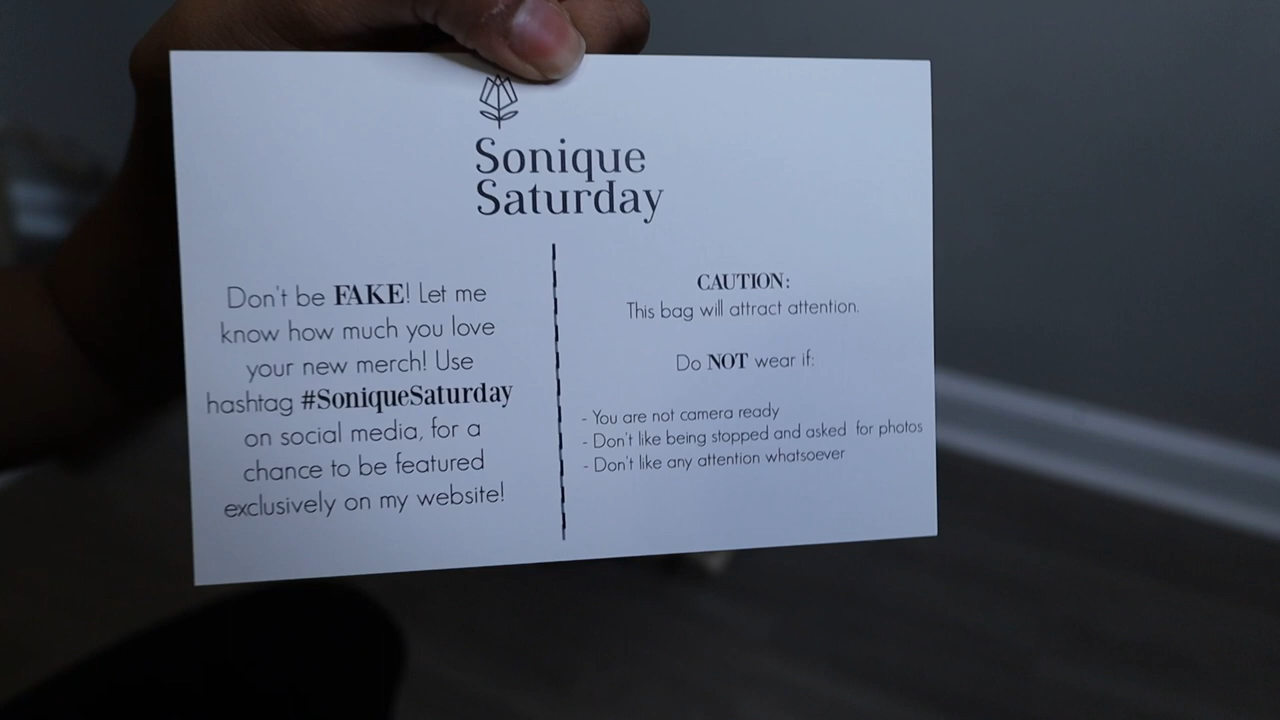 Sonique
Saturday
Don't be FAKE! Let me
know how much you love
your new merch! Use
hashtag #SoniqueSaturday
on social media, for a
chance to be featured
exclusively on my website!
CAUTION:
This bag will attract attention.
Do NOT wear if:
- You are not camera ready
- Don't like being stopped and asked for photos
- Don't like any attention whatsoever